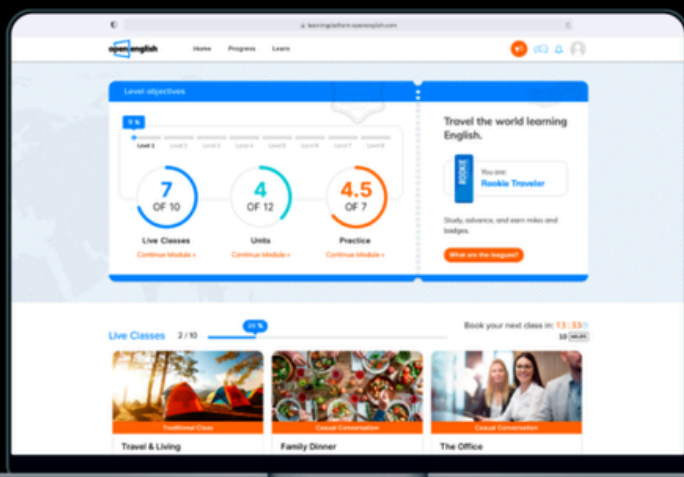 learningplatform.openenglish.com
open english
Home Progress Learn
Level objectives
Level 1 Level 2 Level 3 Level 4 Level 5 Level 6 Level 7 Level 8
7
OF 10
Live Classes
Continue Module >
4
OF 12
Units
Continue Module >
4.5
OF 7
Practice
Continue Module >
Travel the world learning
English.
ROOKIE
You are:
Rookie Traveler
Study, advance, and earn miles and
badges.
What are the leagues?
Live Classes 2 / 10
Book your next class in: 13:33
10 MILES
Traditional Class
Travel & Living
Casual Conversation
Family Dinner
Casual Conversation
The Office